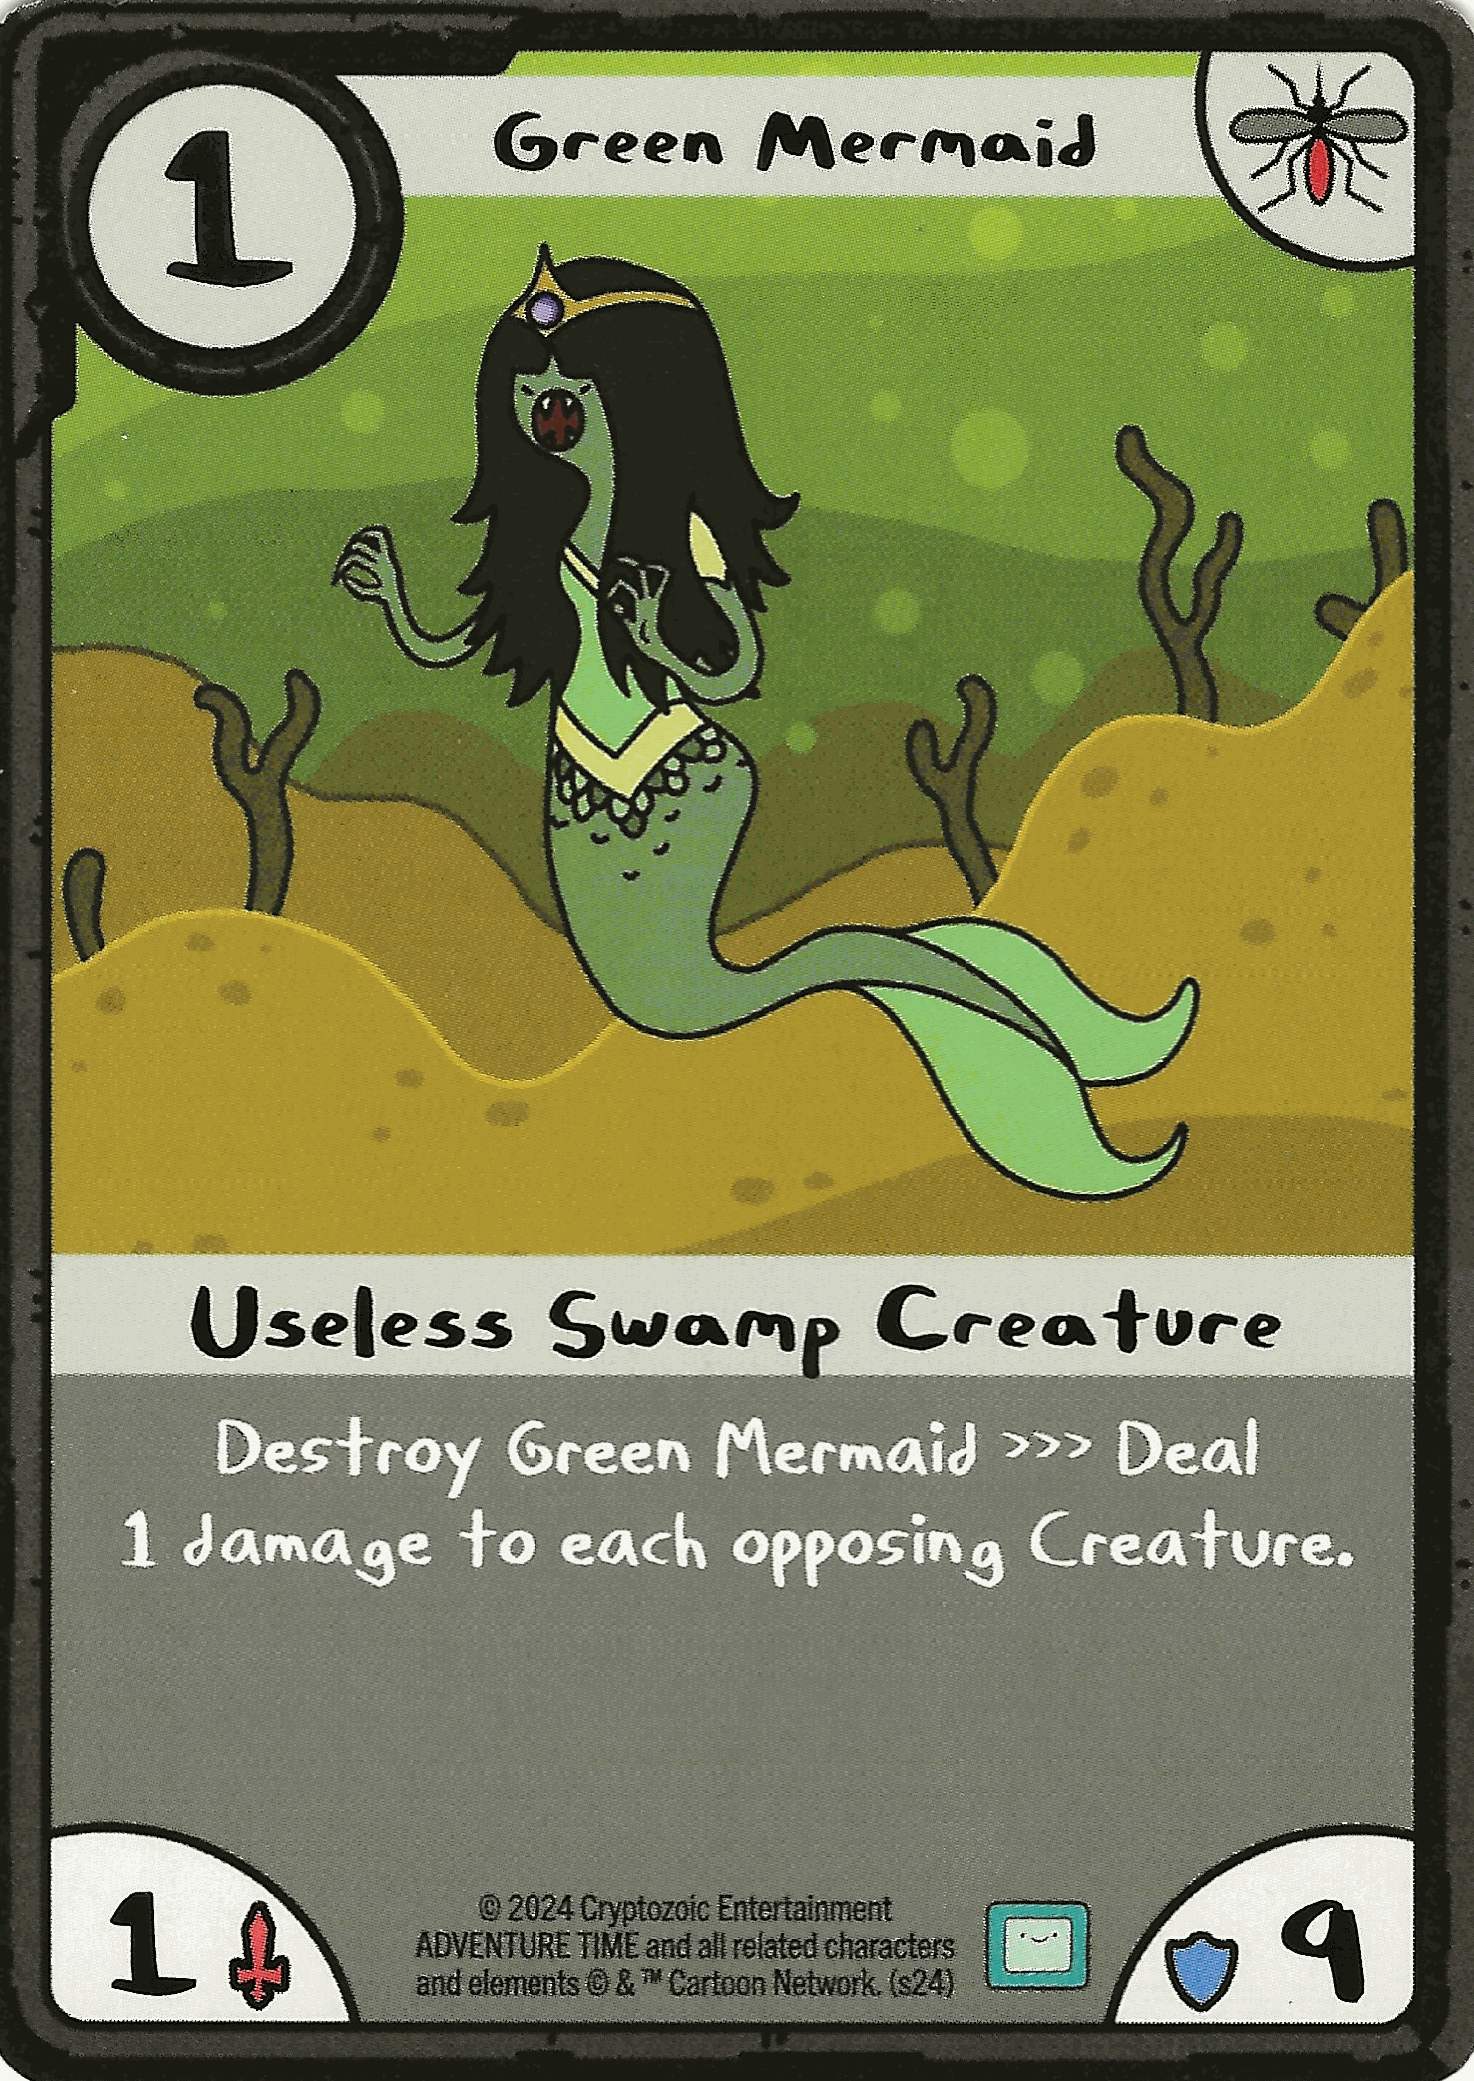 1
Green Mermaid
Useless Swamp Creature
Destroy Green Mermaid >>> Deal
1 damage to each opposing Creature.
1
© 2024 Cryptozoic Entertainment
ADVENTURE TIME and all related characters
and elements © & ™ Cartoon Network. (s24)
9